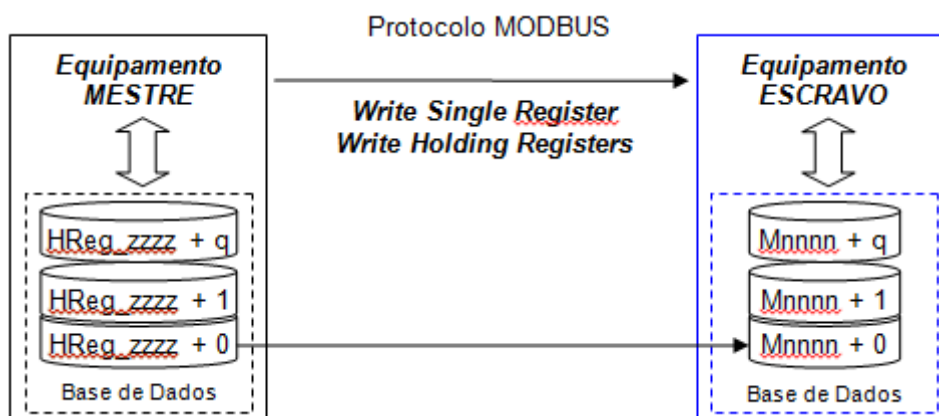 Protocolo MODBUS
Equipamento
MESTRE
Write Single Register
Write Holding Registers
Equipamento
ESCRAVO
HReg_zzzz + q
HReg_zzzz + 1
HReg_zzzz + 0
Base de Dados
Mnnnn + q
Mnnnn + 1
Mnnnn + 0
Base de Dados